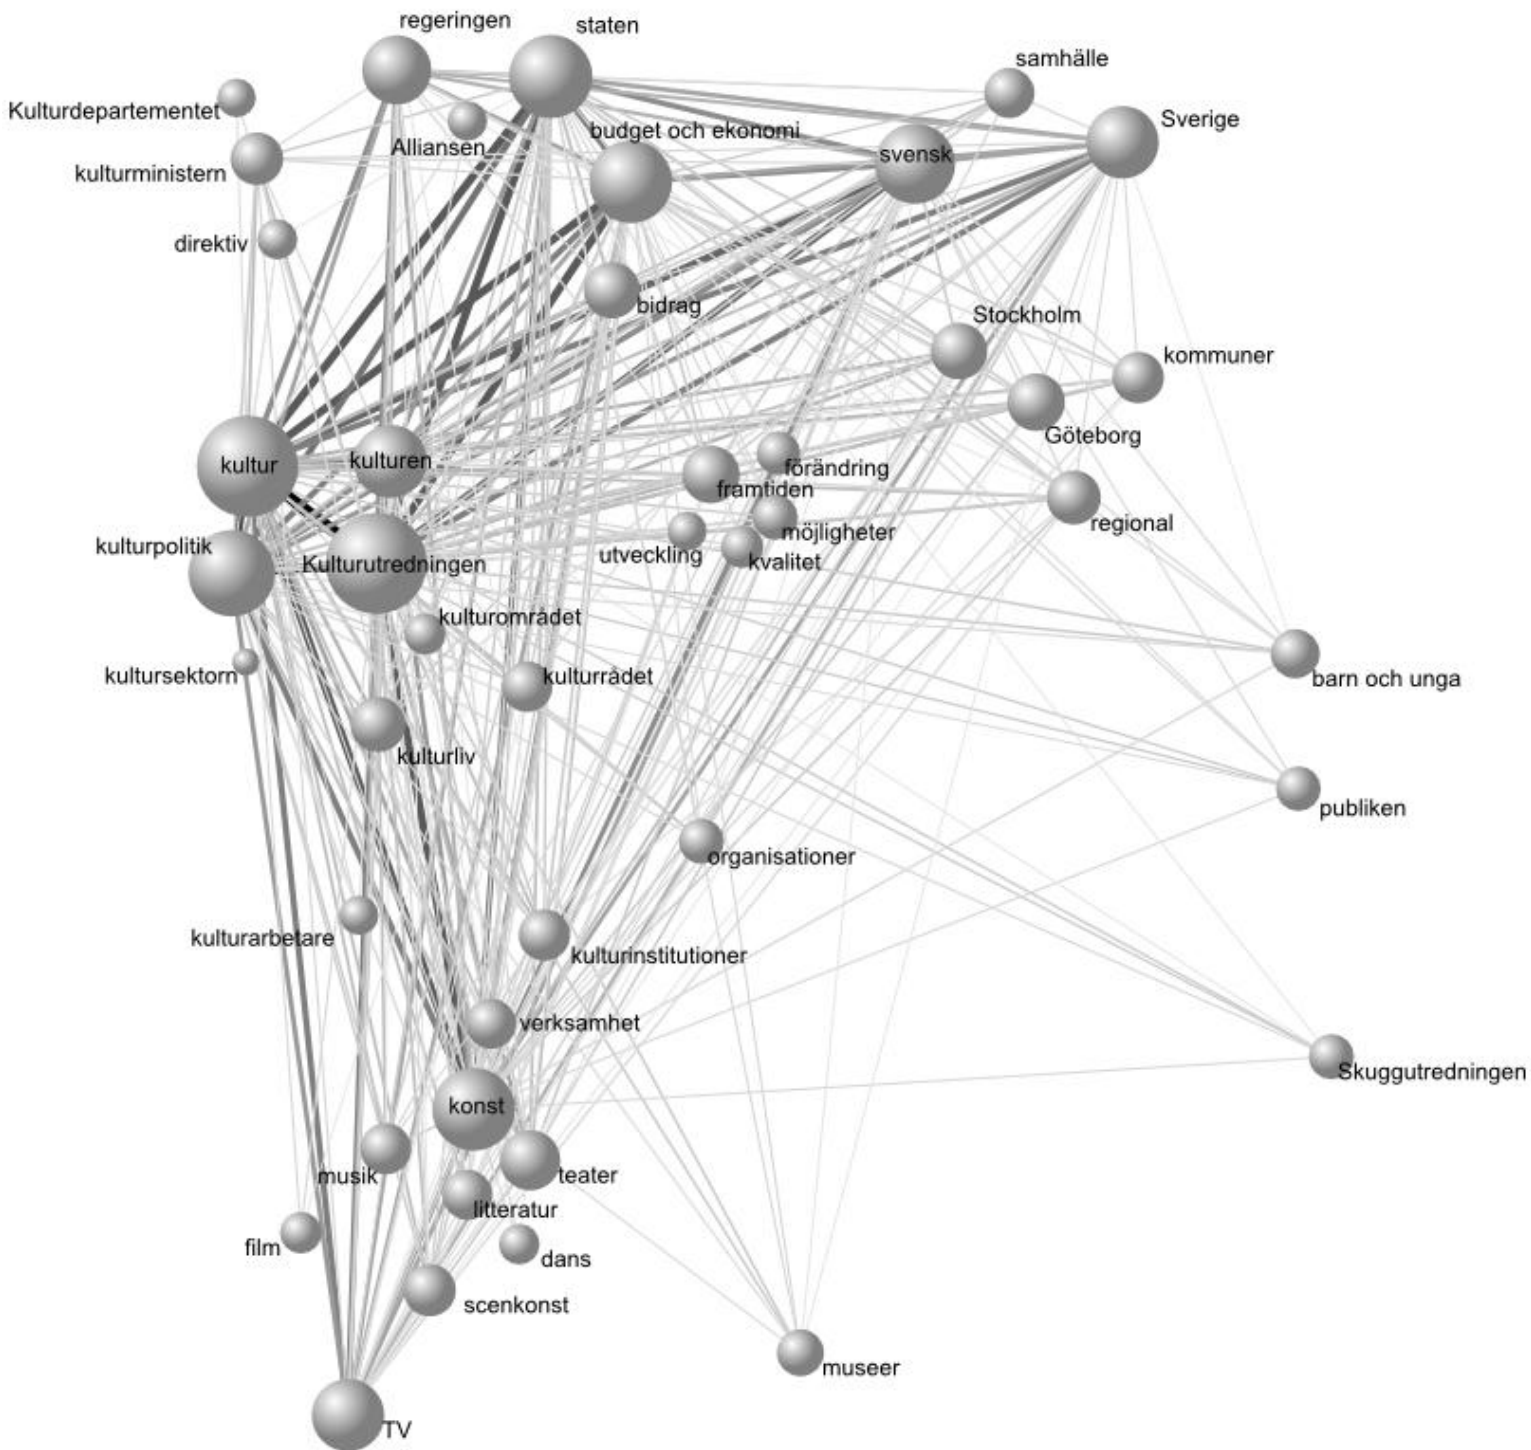 regeringen
staten
samhälle
Kulturdepartementet
Sverige
Alliansen
budget och ekonomi
svensk
kulturministern
direktiv
bidrag
Stockholm
kommuner
Göteborg
kultur
kulturen
förändring
framtiden
regional
kulturpolitik
möjligheter
utveckling
kvalitet
Kulturutredningen
kulturområdet
kultursektorn
kulturrådet
barn och unga
kulturliv
publiken
organisationer
kulturarbetare
kulturinstitutioner
verksamhet
Skuggutredningen
konst
musik
teater
litteratur
film
dans
scenkonst
museer
TV